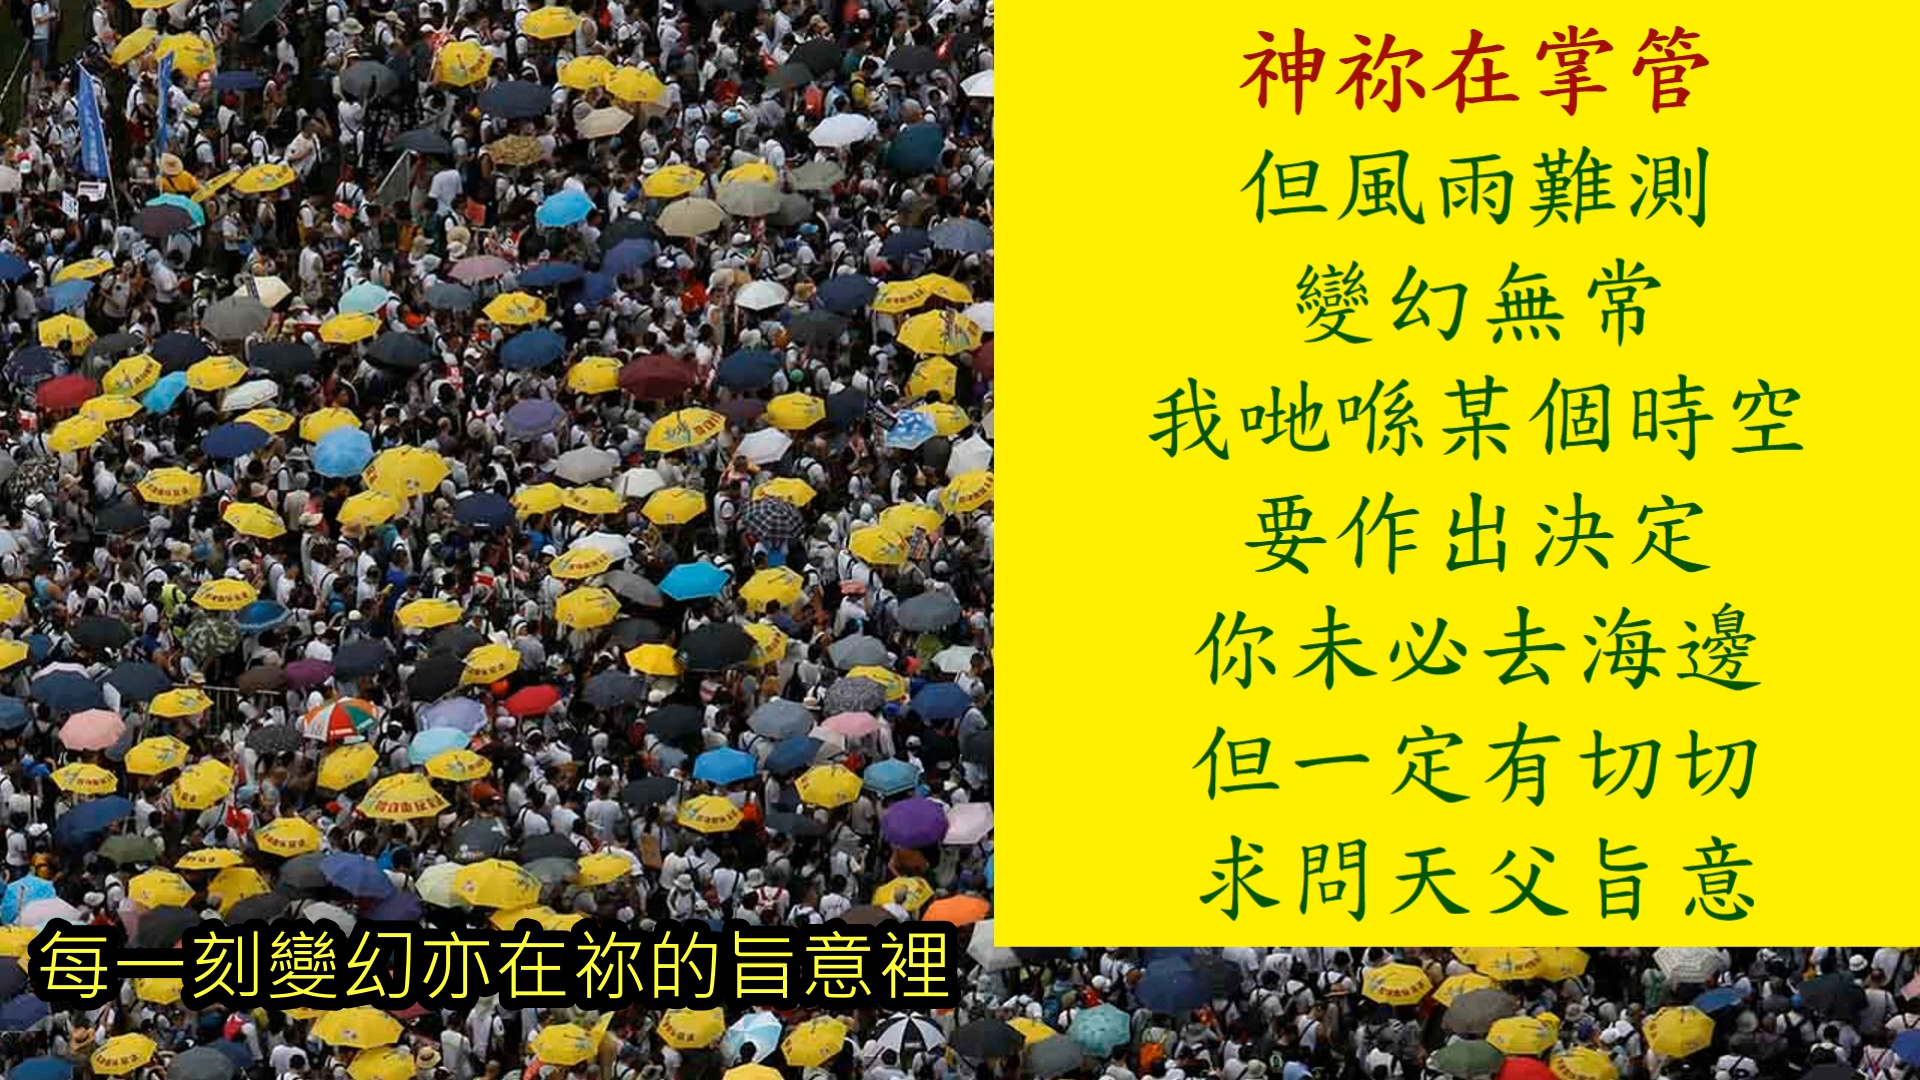 神祢在掌管
但風雨難測
變幻無常
我哋喺某個時空
要作出決定
你未必去海邊
但一定有切切
求問天父旨意
每一刻變幻亦在祢的旨意裡